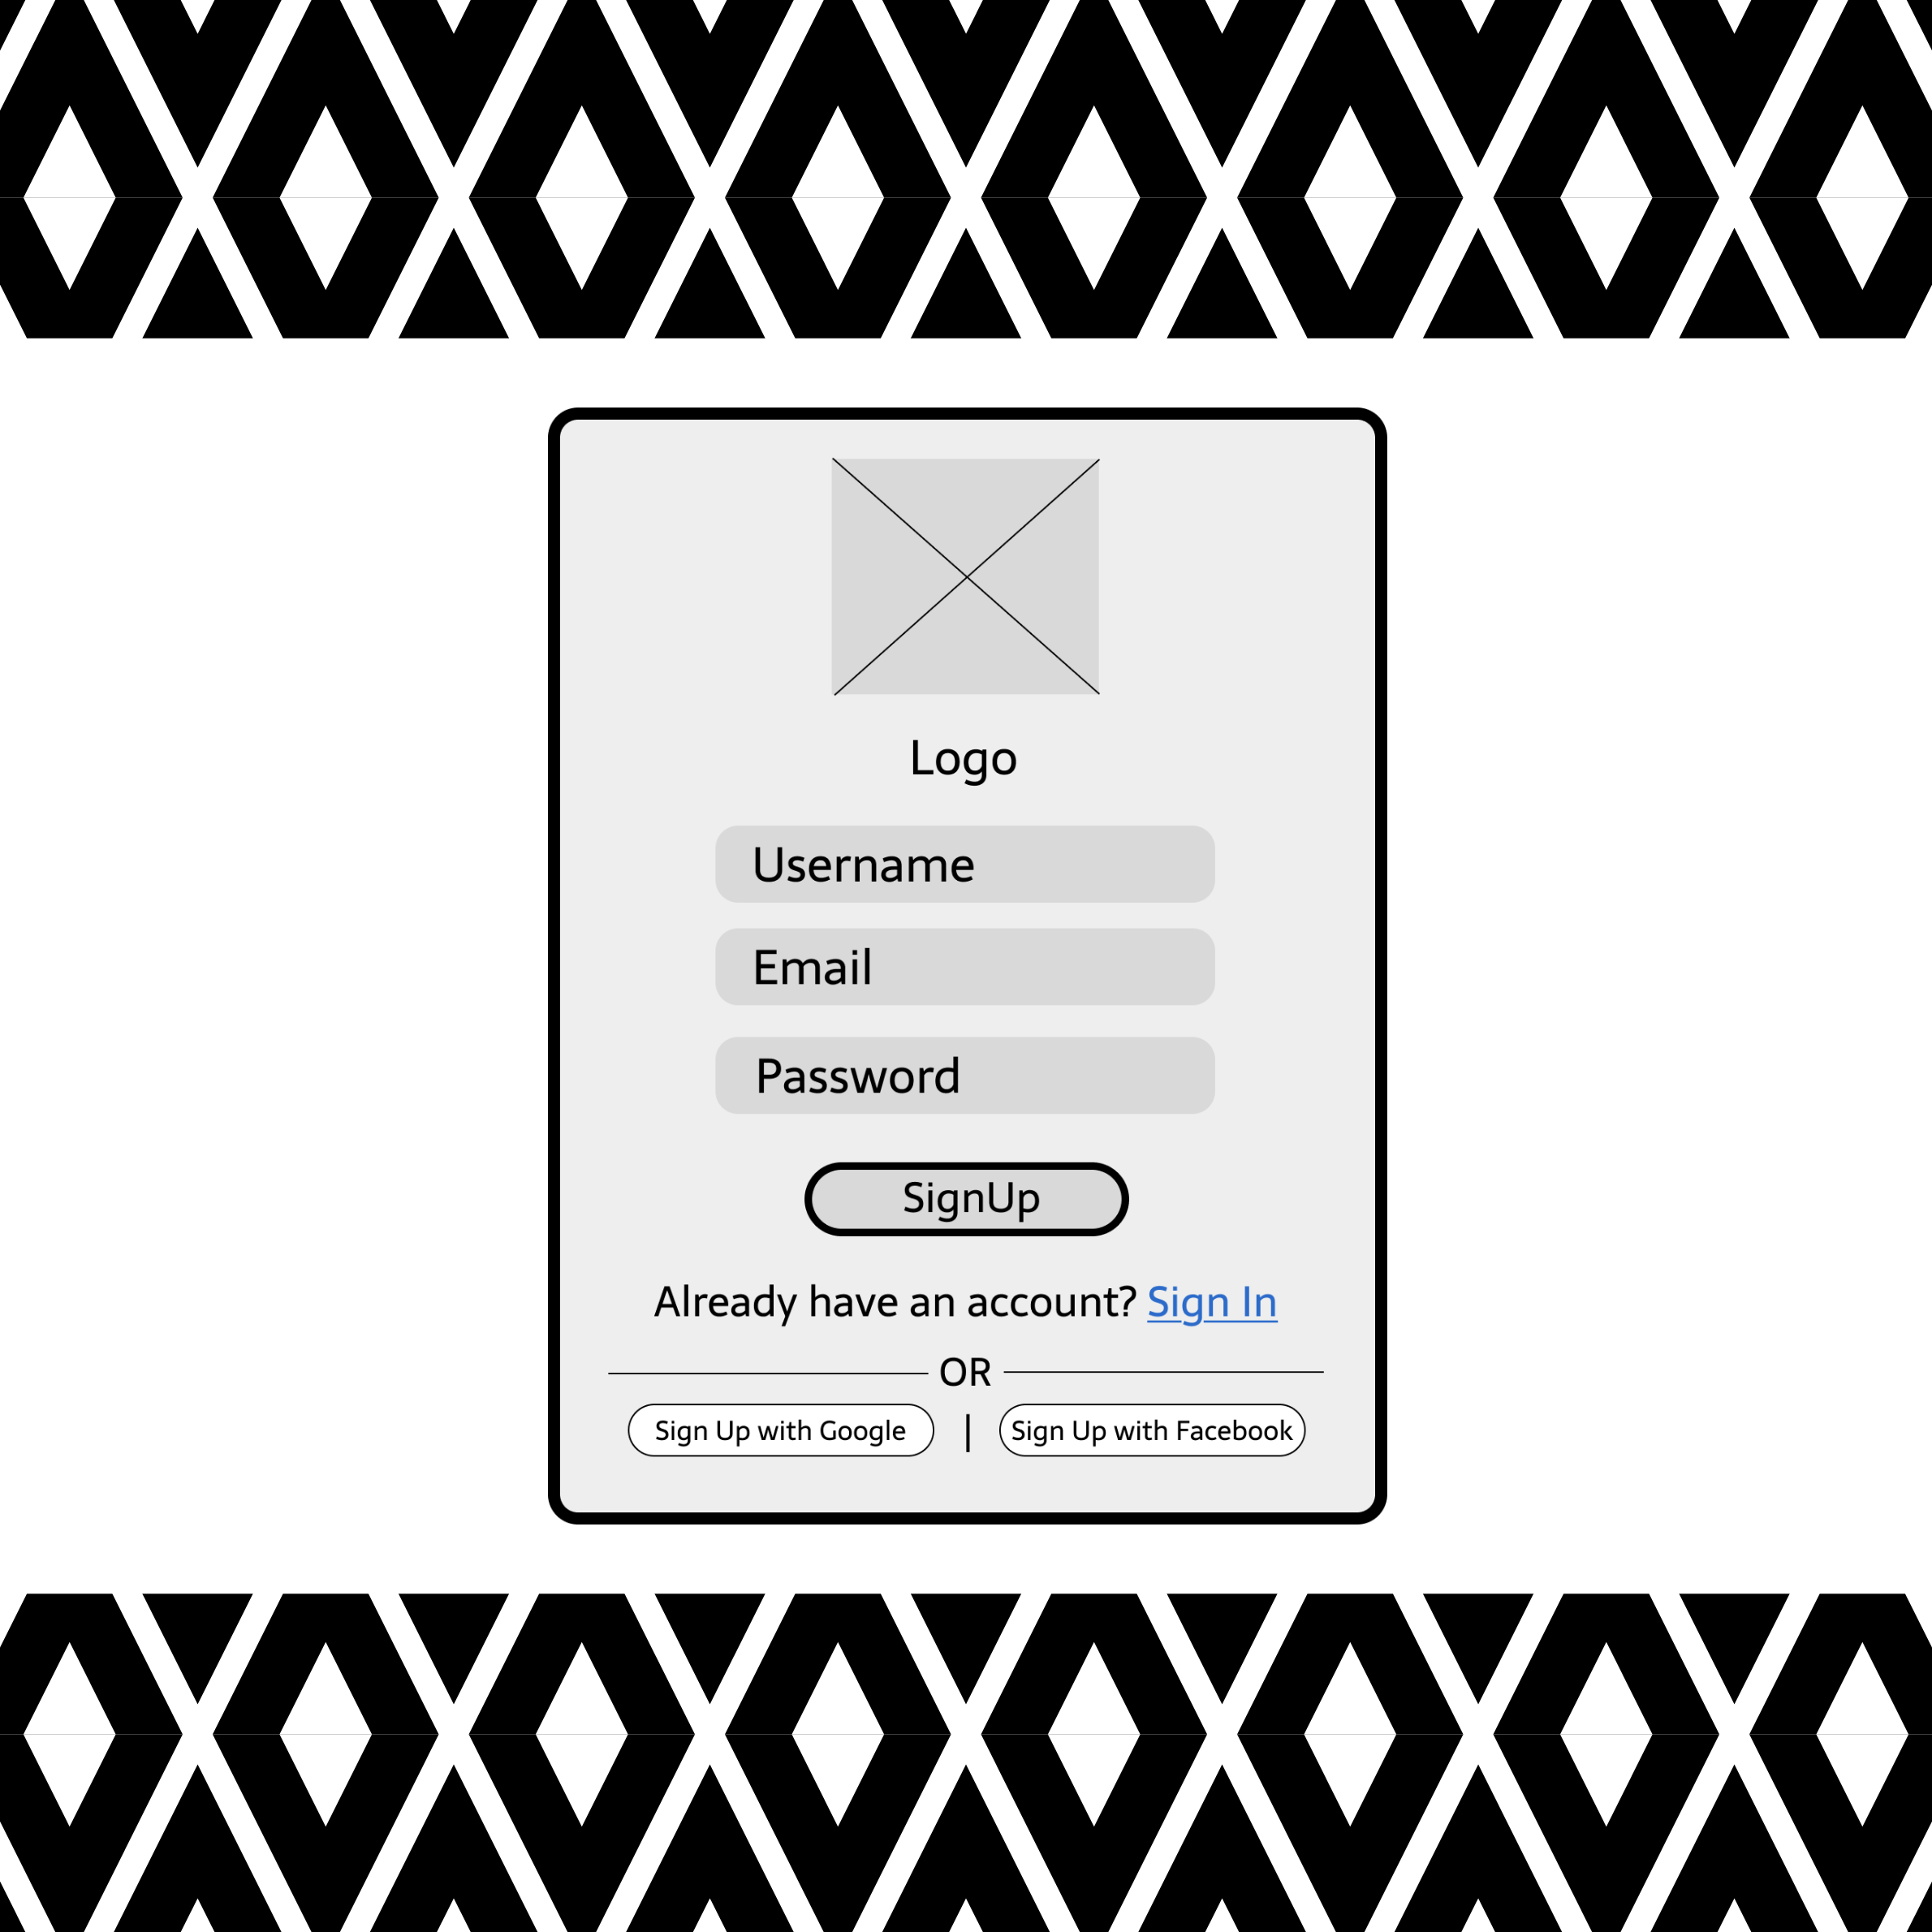 Logo
Username
Email
Password
SignUp
Already have an account? Sign In
OR
Sign Up with Google | Sign Up with Facebook